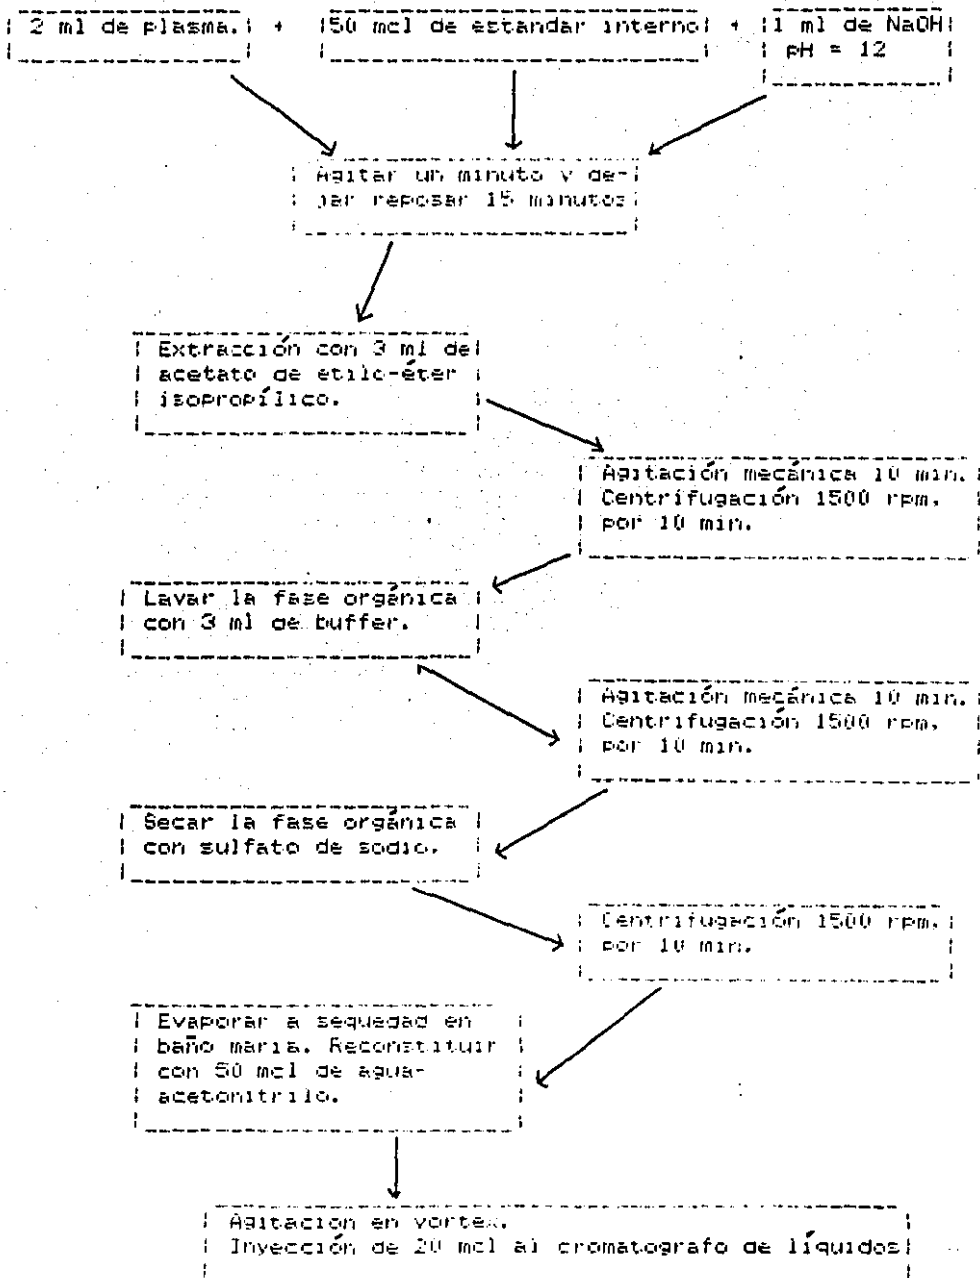 2 ml de plasma. + 50 mcl de estandar interno + 1 ml de NaOH
pH = 12
Agitar un minuto y de-
jar reposar 15 minutos
Extracción con 3 ml de
acetato de etilo-éter
isopropílico.
Agitación mecánica 10 min.
Centrifugación 1500 rpm.
por 10 min.
Lavar la fase orgánica
con 3 ml de buffer.
Agitación mecánica 10 min.
Centrifugación 1500 rpm.
por 10 min.
Secar la fase orgánica
con sulfato de sodio.
Centrifugación 1500 rpm.
por 10 min.
Evaporar a sequedad en
baño maria. Reconstituir
con 50 mcl de agua-
acetonitrilo.
Agitacion en vortex.
Inyección de 20 mcl al cromatografo de líquidos